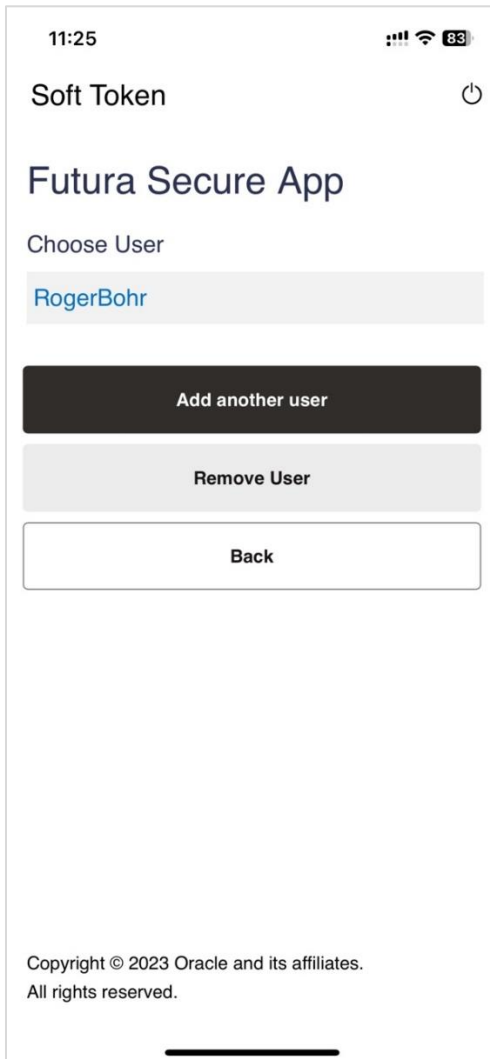 11:25
83
Soft Token
Futura Secure App
Choose User
RogerBohr
Add another user
Remove User
Back
Copyright © 2023 Oracle and its affiliates.
All rights reserved.